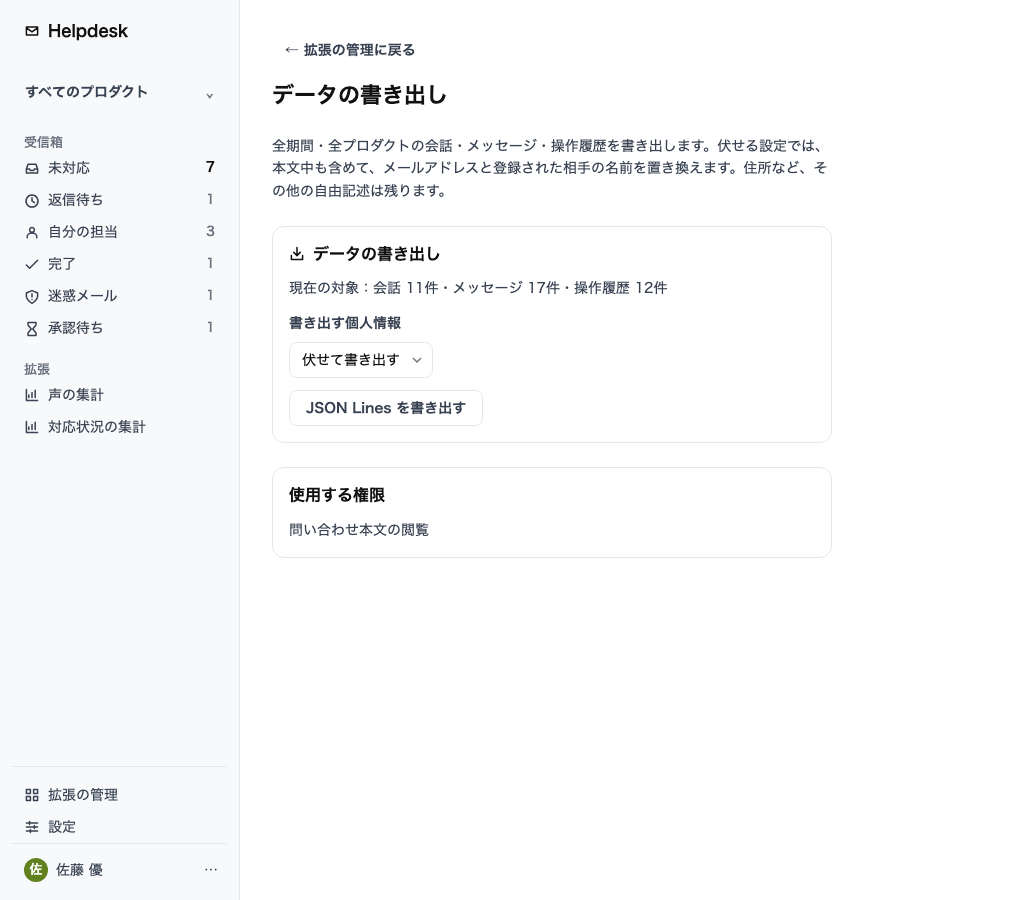 Helpdesk
すべてのプロダクト
受信箱
未対応 7
返信待ち 1
自分の担当 3
完了 1
迷惑メール 1
承認待ち 1
拡張
声の集計
対応状況の集計
拡張の管理
設定
佐 佐藤 優 …
← 拡張の管理に戻る
データの書き出し
全期間・全プロダクトの会話・メッセージ・操作履歴を書き出します。伏せる設定では、
本文中も含めて、メールアドレスと登録された相手の名前を置き換えます。住所など、そ
の他の自由記述は残ります。
データの書き出し
現在の対象：会話 11件・メッセージ 17件・操作履歴 12件
書き出す個人情報
伏せて書き出す
JSON Lines を書き出す
使用する権限
問い合わせ本文の閲覧